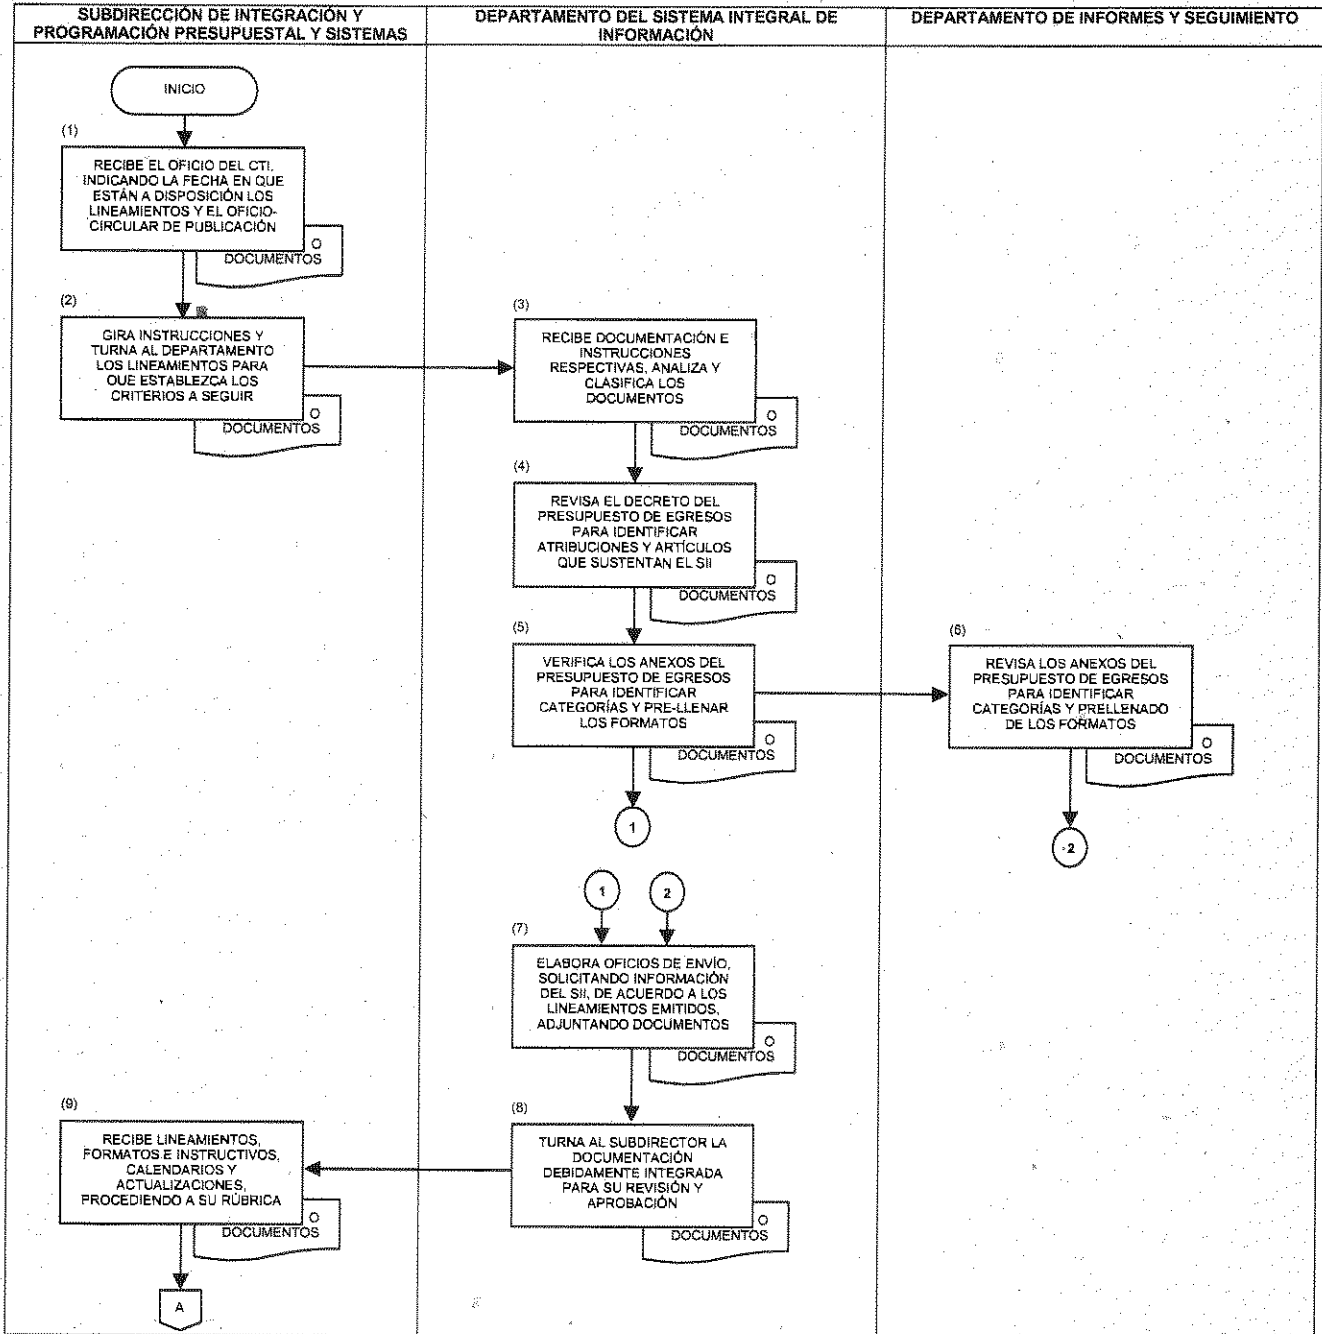 SUBDIRECCIÓN DE INTEGRACIÓN Y
PROGRAMACIÓN PRESUPUESTAL Y SISTEMAS
DEPARTAMENTO DEL SISTEMA INTEGRAL DE
INFORMACIÓN
DEPARTAMENTO DE INFORMES Y SEGUIMIENTO
INICIO
(1)
RECIBE EL OFICIO DEL CTI,
INDICANDO LA FECHA EN QUE
ESTÁN A DISPOSICIÓN LOS
LINEAMIENTOS Y EL OFICIO-
CIRCULAR DE PUBLICACIÓN
O
DOCUMENTOS
(2)
GIRA INSTRUCCIONES Y
TURNA AL DEPARTAMENTO
LOS LINEAMIENTOS PARA
QUE ESTABLEZCA LOS
CRITERIOS A SEGUIR
O
DOCUMENTOS
(3)
RECIBE DOCUMENTACIÓN E
INSTRUCCIONES
RESPECTIVAS, ANALIZA Y
CLASIFICA LOS
DOCUMENTOS
O
DOCUMENTOS
(4)
REVISA EL DECRETO DEL
PRESUPUESTO DE EGRESOS
PARA IDENTIFICAR
ATRIBUCIONES Y ARTÍCULOS
QUE SUSTENTAN EL SII
O
DOCUMENTOS
(5)
VERIFICA LOS ANEXOS DEL
PRESUPUESTO DE EGRESOS
PARA IDENTIFICAR
CATEGORÍAS Y PRE-LLENAR
LOS FORMATOS
O
DOCUMENTOS
1
(6)
REVISA LOS ANEXOS DEL
PRESUPUESTO DE EGRESOS
PARA IDENTIFICAR
CATEGORÍAS Y PRELLENADO
DE LOS FORMATOS
O
DOCUMENTOS
2
1
2
(7)
ELABORA OFICIOS DE ENVÍO,
SOLICITANDO INFORMACIÓN
DEL SII, DE ACUERDO A LOS
LINEAMIENTOS EMITIDOS,
ADJUNTANDO DOCUMENTOS
O
DOCUMENTOS
(8)
TURNA AL SUBDIRECTOR LA
DOCUMENTACIÓN
DEBIDAMENTE INTEGRADA
PARA SU REVISIÓN Y
APROBACIÓN
O
DOCUMENTOS
(9)
RECIBE LINEAMIENTOS,
FORMATOS E INSTRUCTIVOS,
CALENDARIOS Y
ACTUALIZACIONES,
PROCEDIENDO A SU RÚBRICA
O
DOCUMENTOS
A